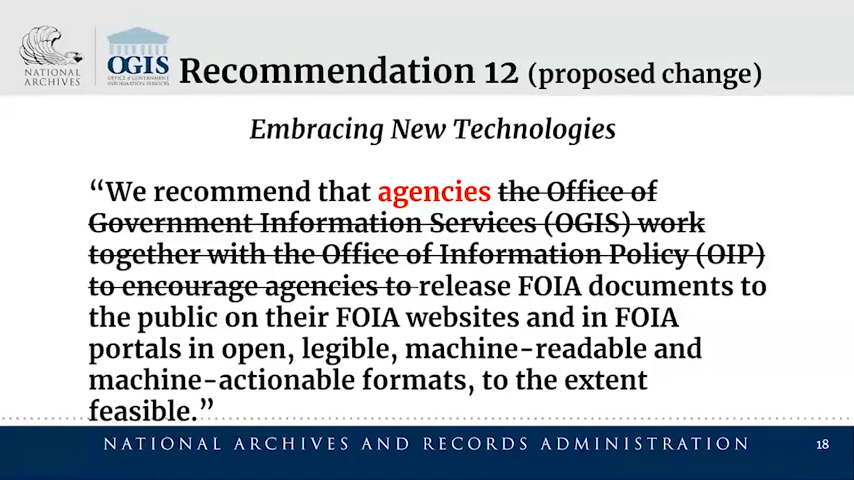 NATIONAL
ARCHIVES
OGIS
OFFICE OF GOVERNMENT
INFORMATION SERVICES
Recommendation 12 (proposed change)
Embracing New Technologies
“We recommend that agencies the Office of
Government Information Services (OGIS) work
together with the Office of Information Policy (OIP)
to encourage agencies to release FOIA documents to
the public on their FOIA websites and in FOIA
portals in open, legible, machine-readable and
machine-actionable formats, to the extent
feasible.”
NATIONAL ARCHIVES AND RECORDS ADMINISTRATION
18